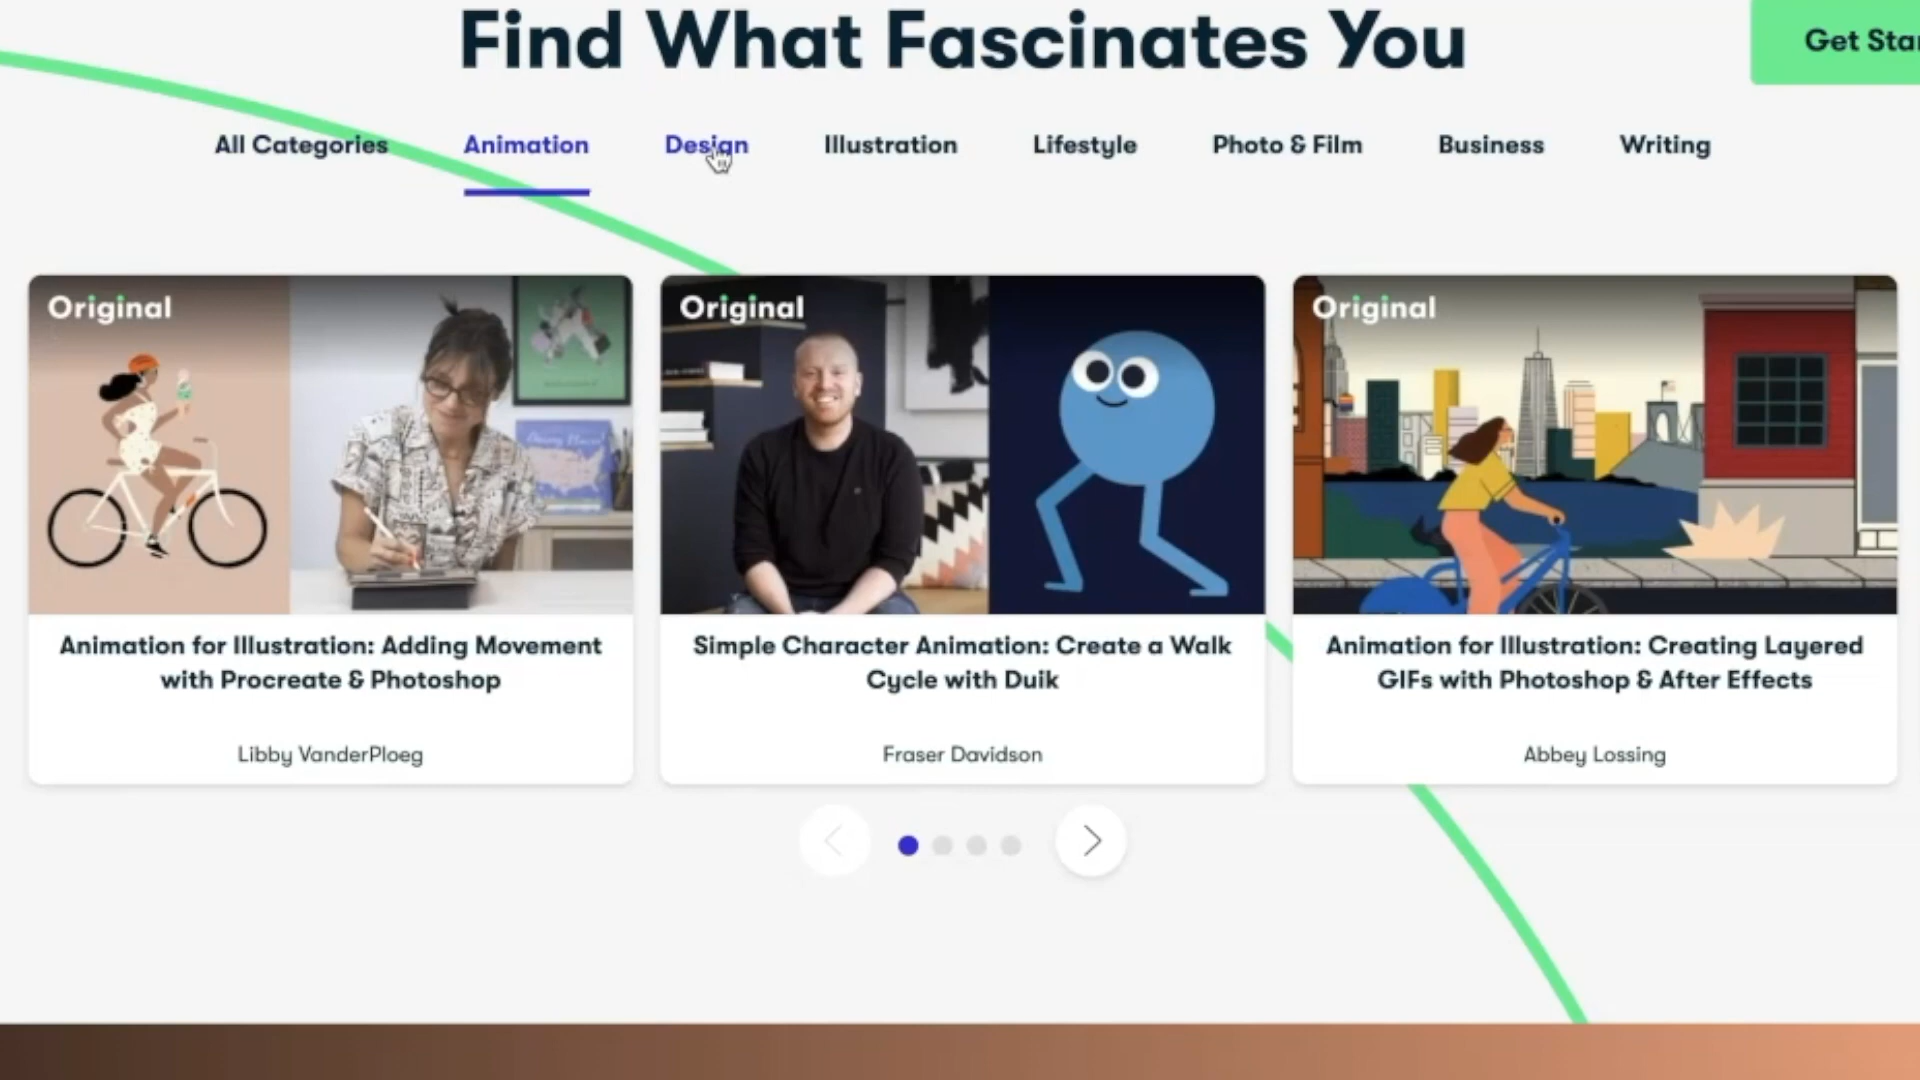 Find What Fascinates You
Get Star
All Categories
Animation
Design
Illustration
Lifestyle
Photo & Film
Business
Writing
Original
Original
Original
Animation for Illustration: Adding Movement
with Procreate & Photoshop
Libby VanderPloeg
Simple Character Animation: Create a Walk
Cycle with Duik
Fraser Davidson
Animation for Illustration: Creating Layered
GIFs with Photoshop & After Effects
Abbey Lossing